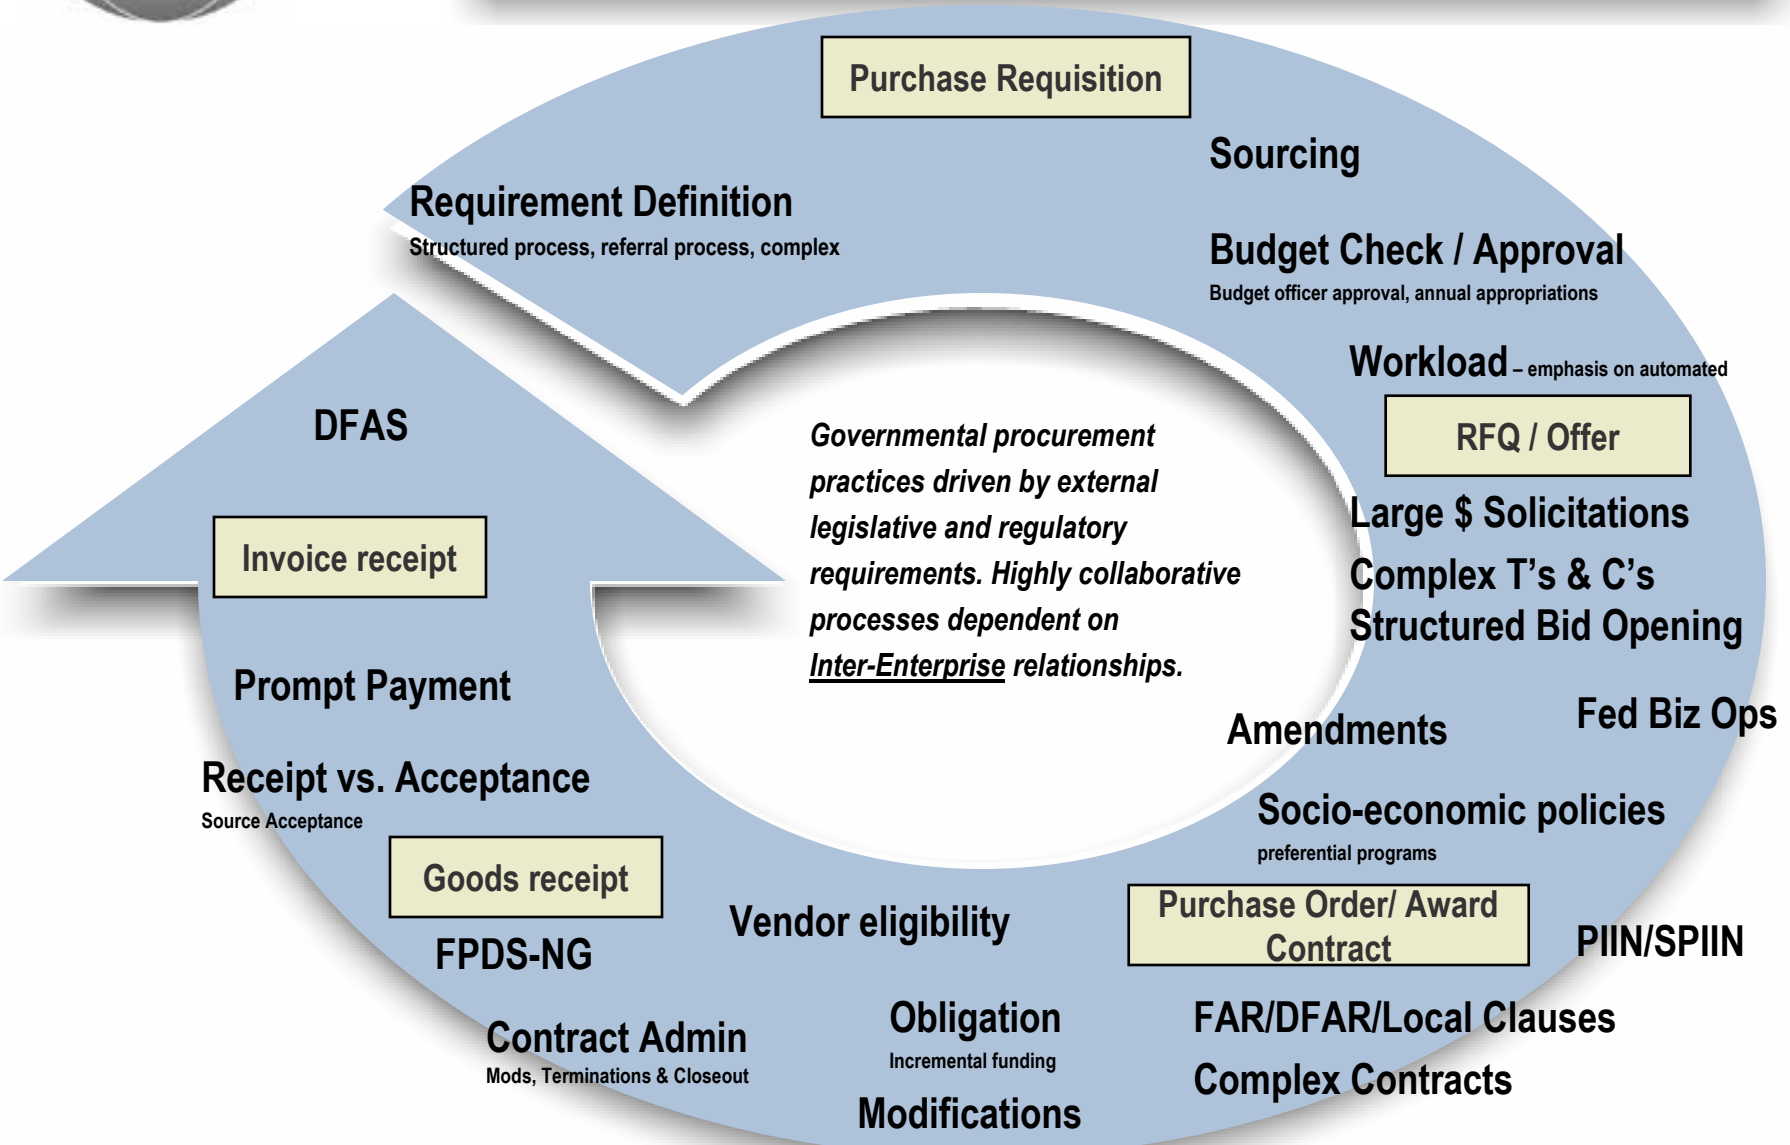 Purchase Requisition
Sourcing
Requirement Definition
Structured process, referral process, complex
Budget Check / Approval
Budget officer approval, annual appropriations
Workload – emphasis on automated
RFQ / Offer
Large $ Solicitations
Complex T’s & C’s
Structured Bid Opening
Fed Biz Ops
Amendments
Socio-economic policies
preferential programs
Purchase Order/ Award
Contract
PIIN/SPIIN
FAR/DFAR/Local Clauses
Complex Contracts
Vendor eligibility
Obligation
Incremental funding
Modifications
Contract Admin
Mods, Terminations & Closeout
FPDS-NG
Goods receipt
Receipt vs. Acceptance
Source Acceptance
Prompt Payment
Invoice receipt
DFAS
Governmental procurement
practices driven by external
legislative and regulatory
requirements. Highly collaborative
processes dependent on
Inter-Enterprise relationships.